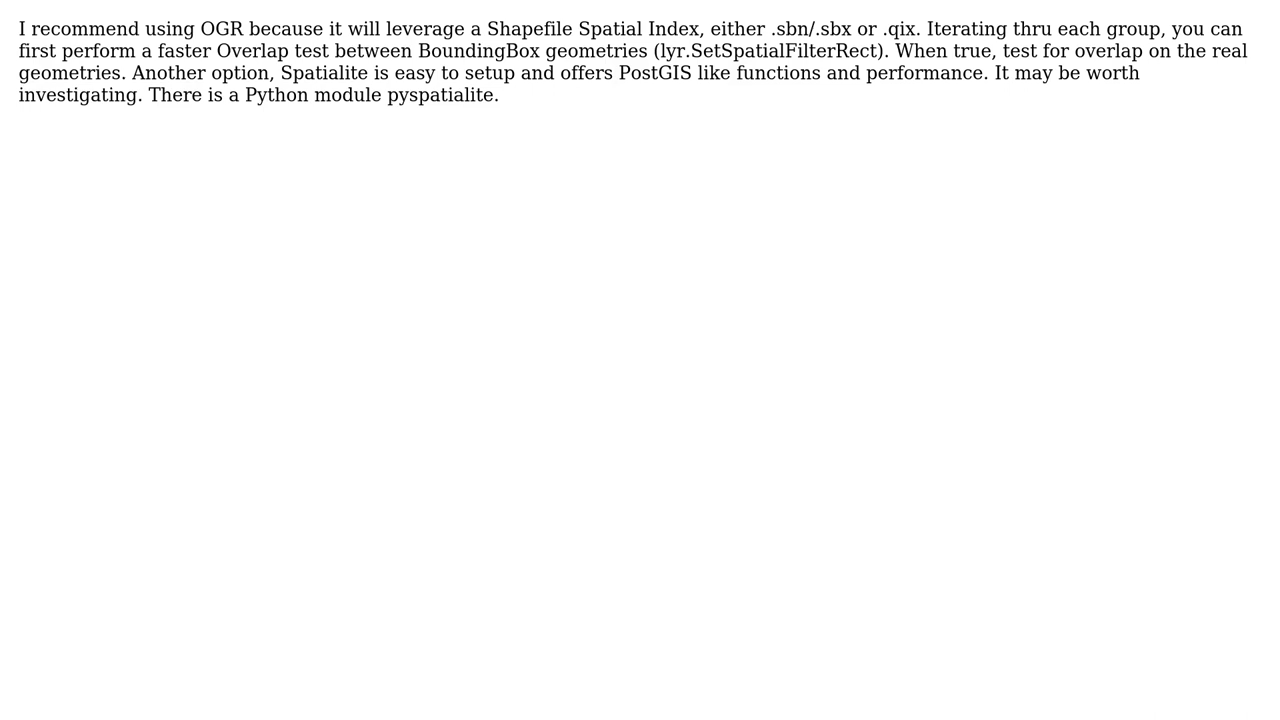 I recommend using OGR because it will leverage a Shapefile Spatial Index, either .sbn/.sbx or .qix. Iterating thru each group, you can
first perform a faster Overlap test between BoundingBox geometries (lyr.SetSpatialFilterRect). When true, test for overlap on the real
geometries. Another option, Spatialite is easy to setup and offers PostGIS like functions and performance. It may be worth
investigating. There is a Python module pyspatialite.